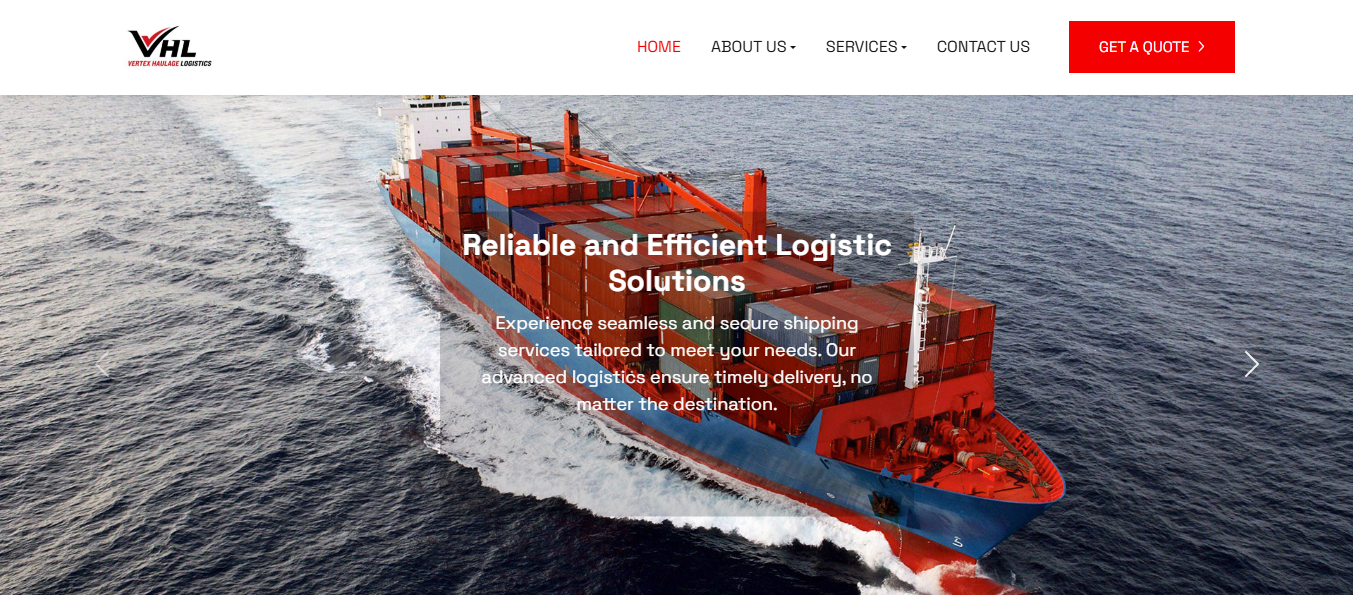 VHL
VERTEX HAULAGE LOGISTICS
HOME
ABOUT US
SERVICES
CONTACT US
GET A QUOTE
Reliable and Efficient Logistic
Solutions
Experience seamless and secure shipping
services tailored to meet your needs. Our
advanced logistics ensure timely delivery, no
matter the destination.